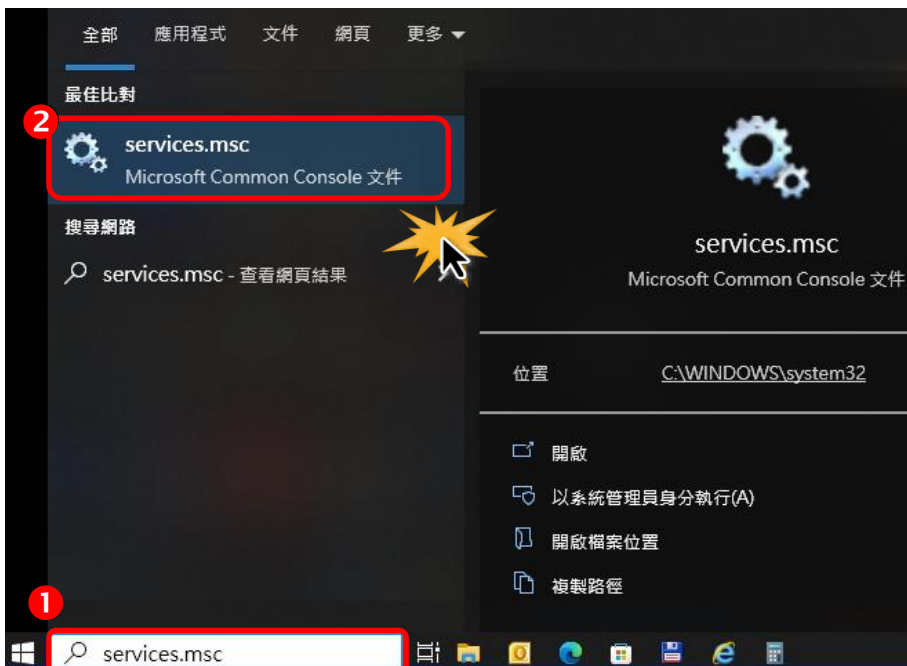 全部 應用程式 文件 網頁 更多
最佳比對
2
services.msc
Microsoft Common Console 文件
搜尋網路
services.msc - 查看網頁結果
services.msc
Microsoft Common Console 文件
位置 C:\WINDOWS\system32
開啟
以系統管理員身分執行(A)
開啟檔案位置
複製路徑
1
services.msc